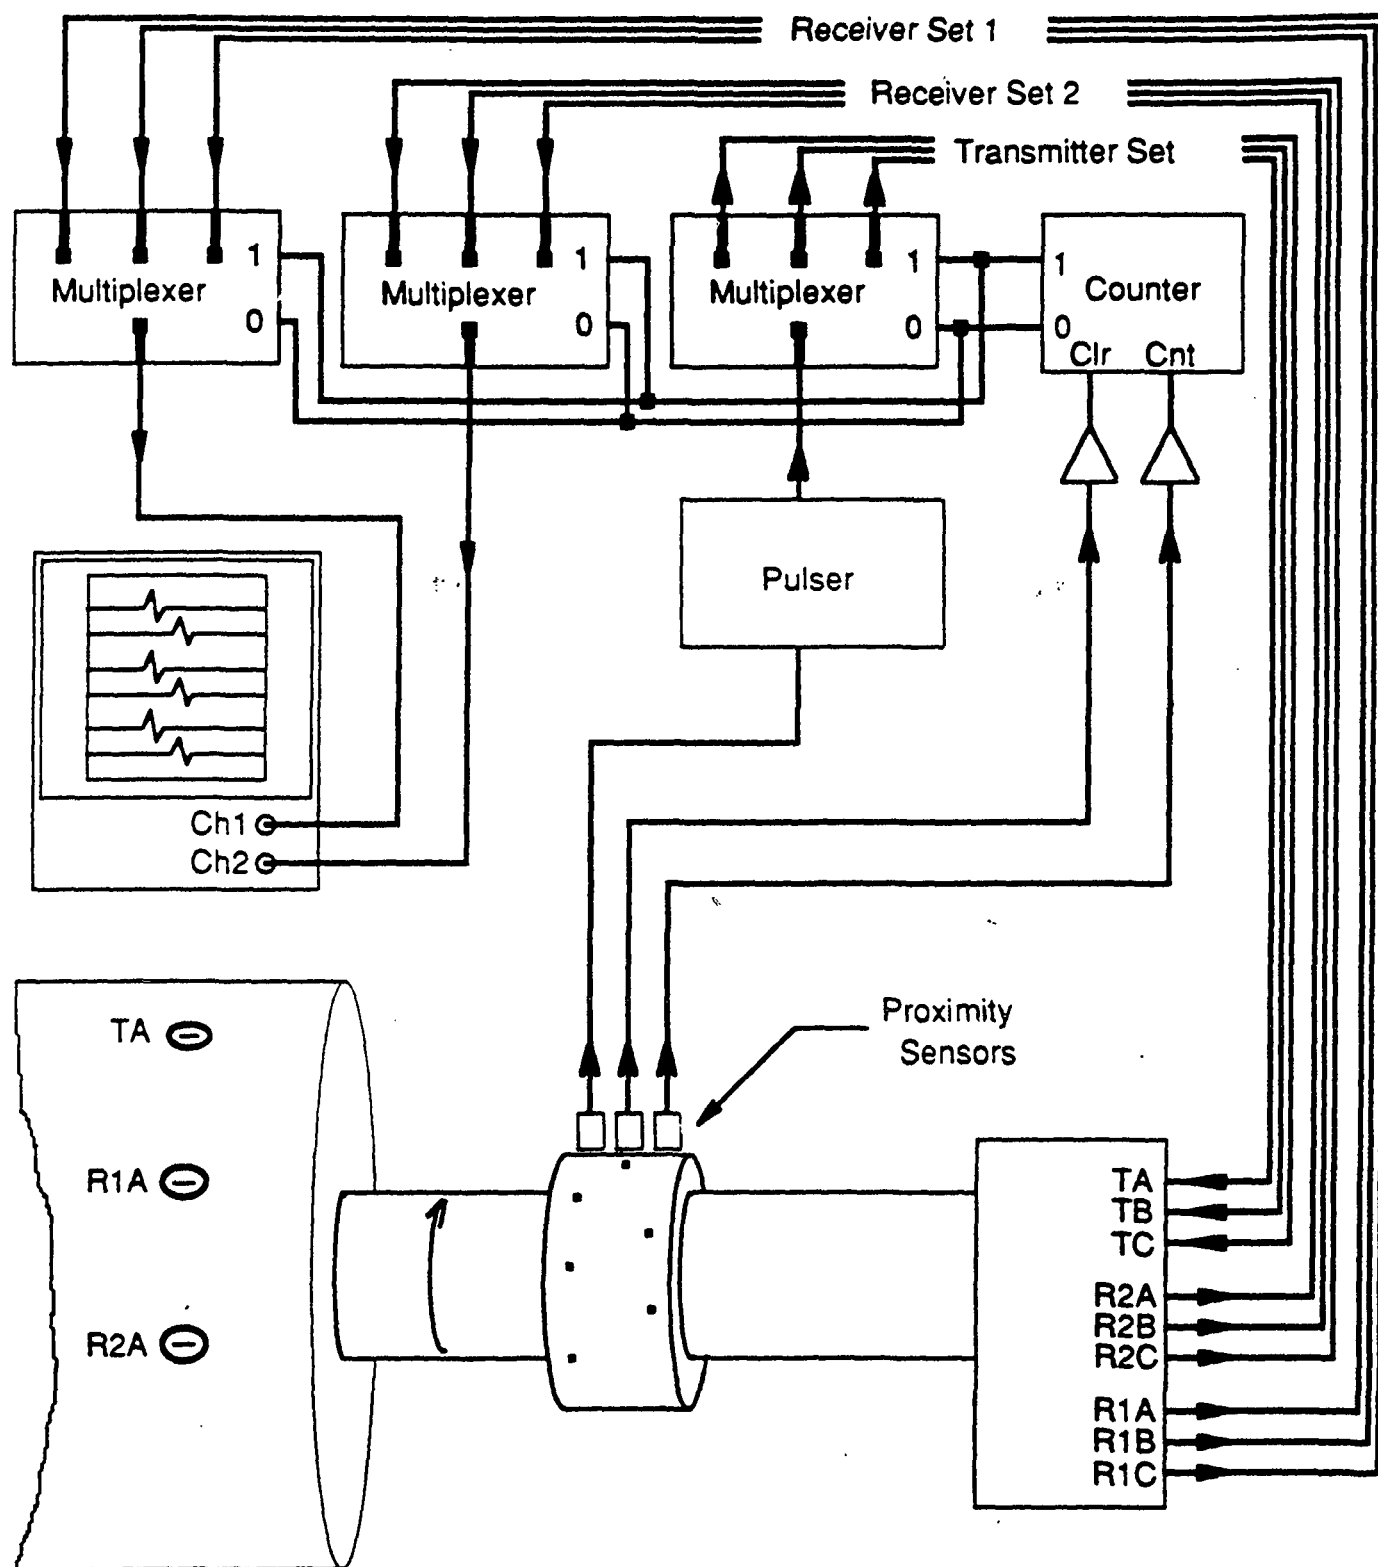 Receiver Set 1
Receiver Set 2
Transmitter Set
Multiplexer
1
0
Multiplexer
1
0
Multiplexer
1
0
1
Counter
0
Clr Cnt
Pulser
Ch1
Ch2
Proximity
Sensors
TA
R1A
R2A
TA
TB
TC
R2A
R2B
R2C
R1A
R1B
R1C